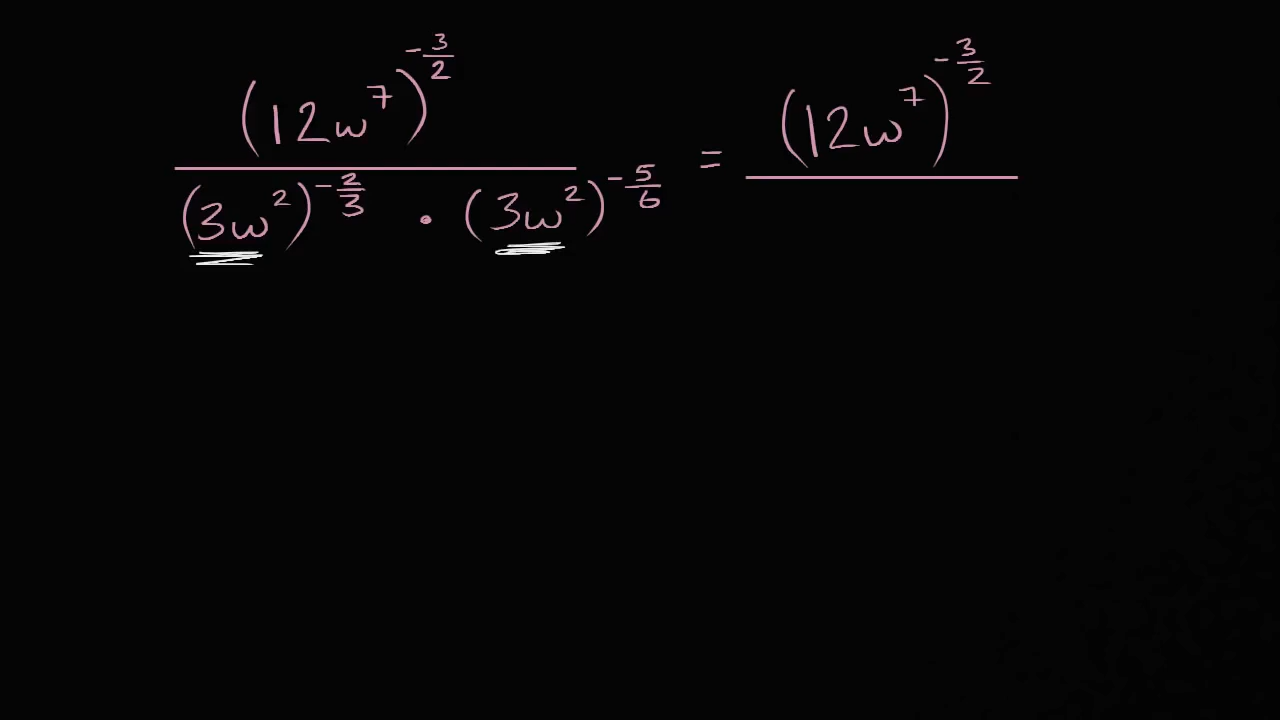 (12w^7)^{-3/2} / ((3w^2)^{-2/3} · (3w^2)^{-5/6}) = (12w^7)^{-3/2} /